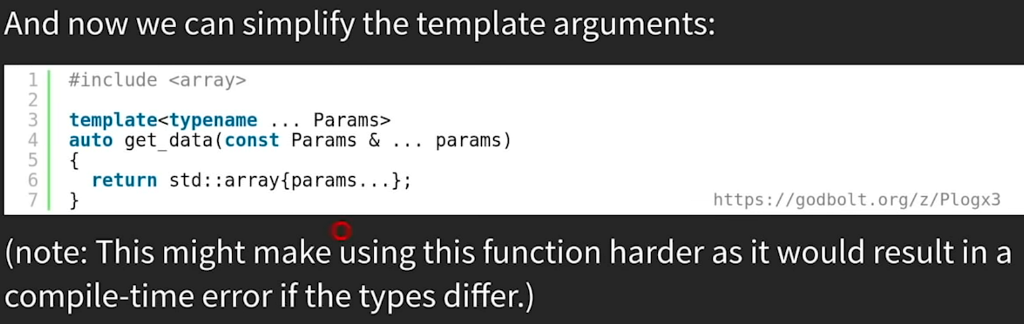 And now we can simplify the template arguments:
1 #include <array>
2
3 template<typename ... Params>
4 auto get_data(const Params & ... params)
5 {
6   return std::array{params...};
7 }
https://godbolt.org/z/Plogx3
(note: This might make using this function harder as it would result in a
compile-time error if the types differ.)